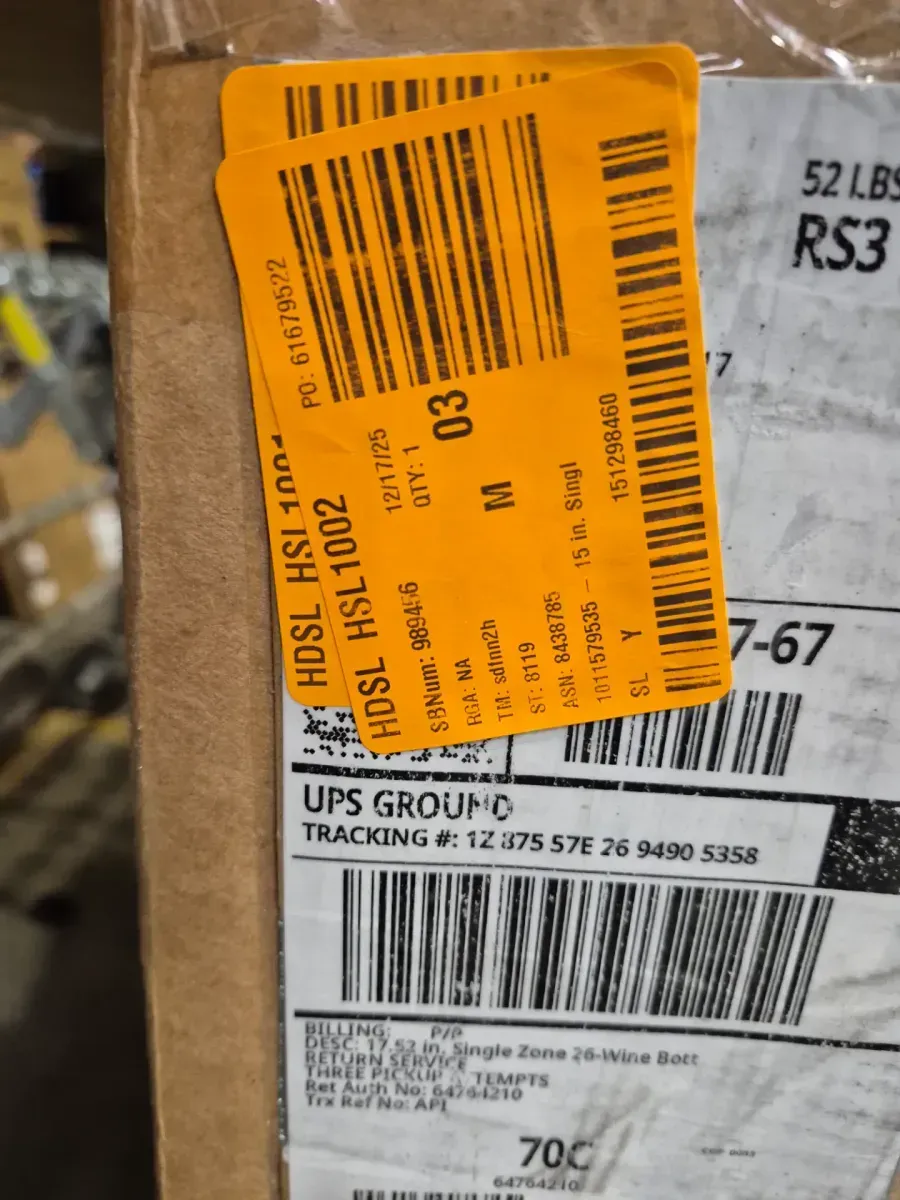 52 LBS
RS3
HDSL HSL1001
PO: 61679522
HDSL HSL1002
12/17/25
QTY: 1
03
SBNum: 989456
M
RGA: NA
TM: sdfnn2h
ST: 8119
ASN: 8438785
1011579535 - 15 in. Singl
151298460
SL Y
7-67
UPS GROUND
TRACKING #: 1Z 875 57E 26 9490 5358
BILLING: P/P
DESC: 17.52 in. Single Zone 26-Wine Bott
RETURN SERVICE
THREE PICKUP ATTEMPTS
Ret Auth No: 64764210
Trx Ref No: API
70C
64764210